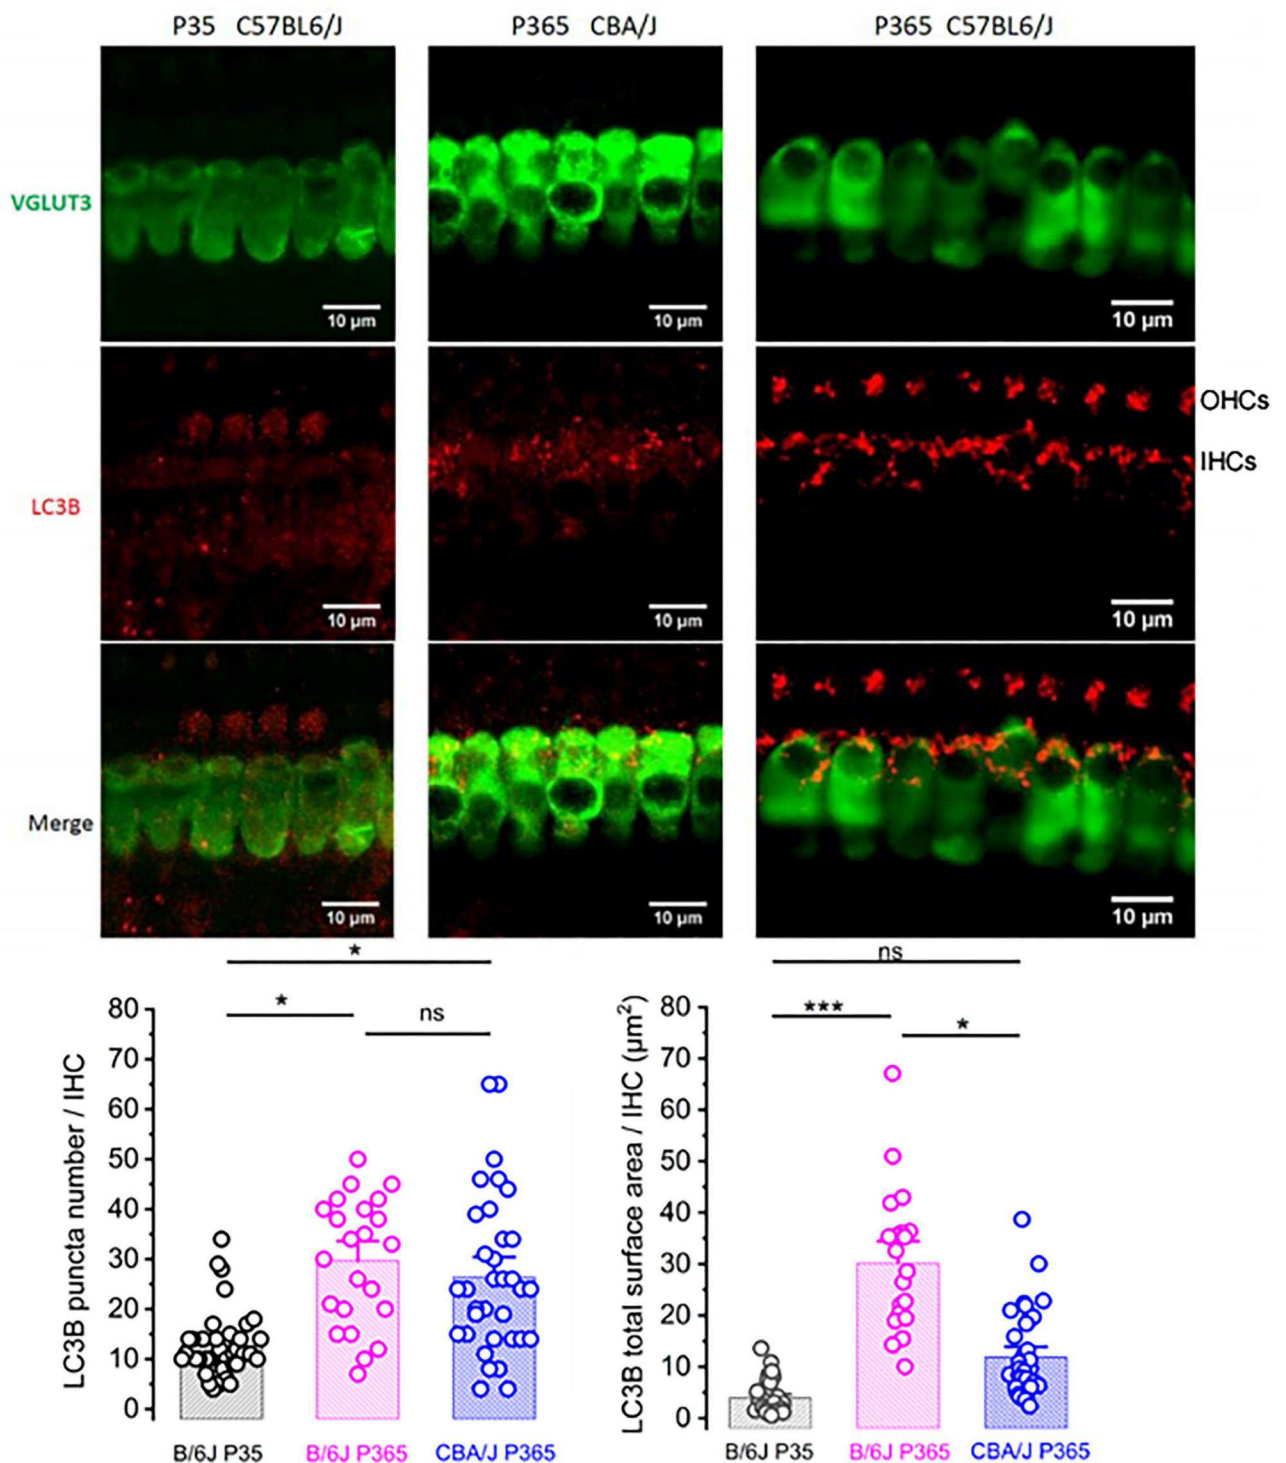 P35 C57BL6/J
P365 CBA/J
P365 C57BL6/J
VGLUT3
10 µm
10 µm
10 µm
LC3B
10 µm
10 µm
10 µm
OHCs
IHCs
Merge
10 µm
10 µm
10 µm
*
*
ns
LC3B puncta number / IHC
80
70
60
50
40
30
20
10
0
B/6J P35
B/6J P365
CBA/J P365
ns
***
*
LC3B total surface area / IHC (µm²)
80
70
60
50
40
30
20
10
0
B/6J P35
B/6J P365
CBA/J P365